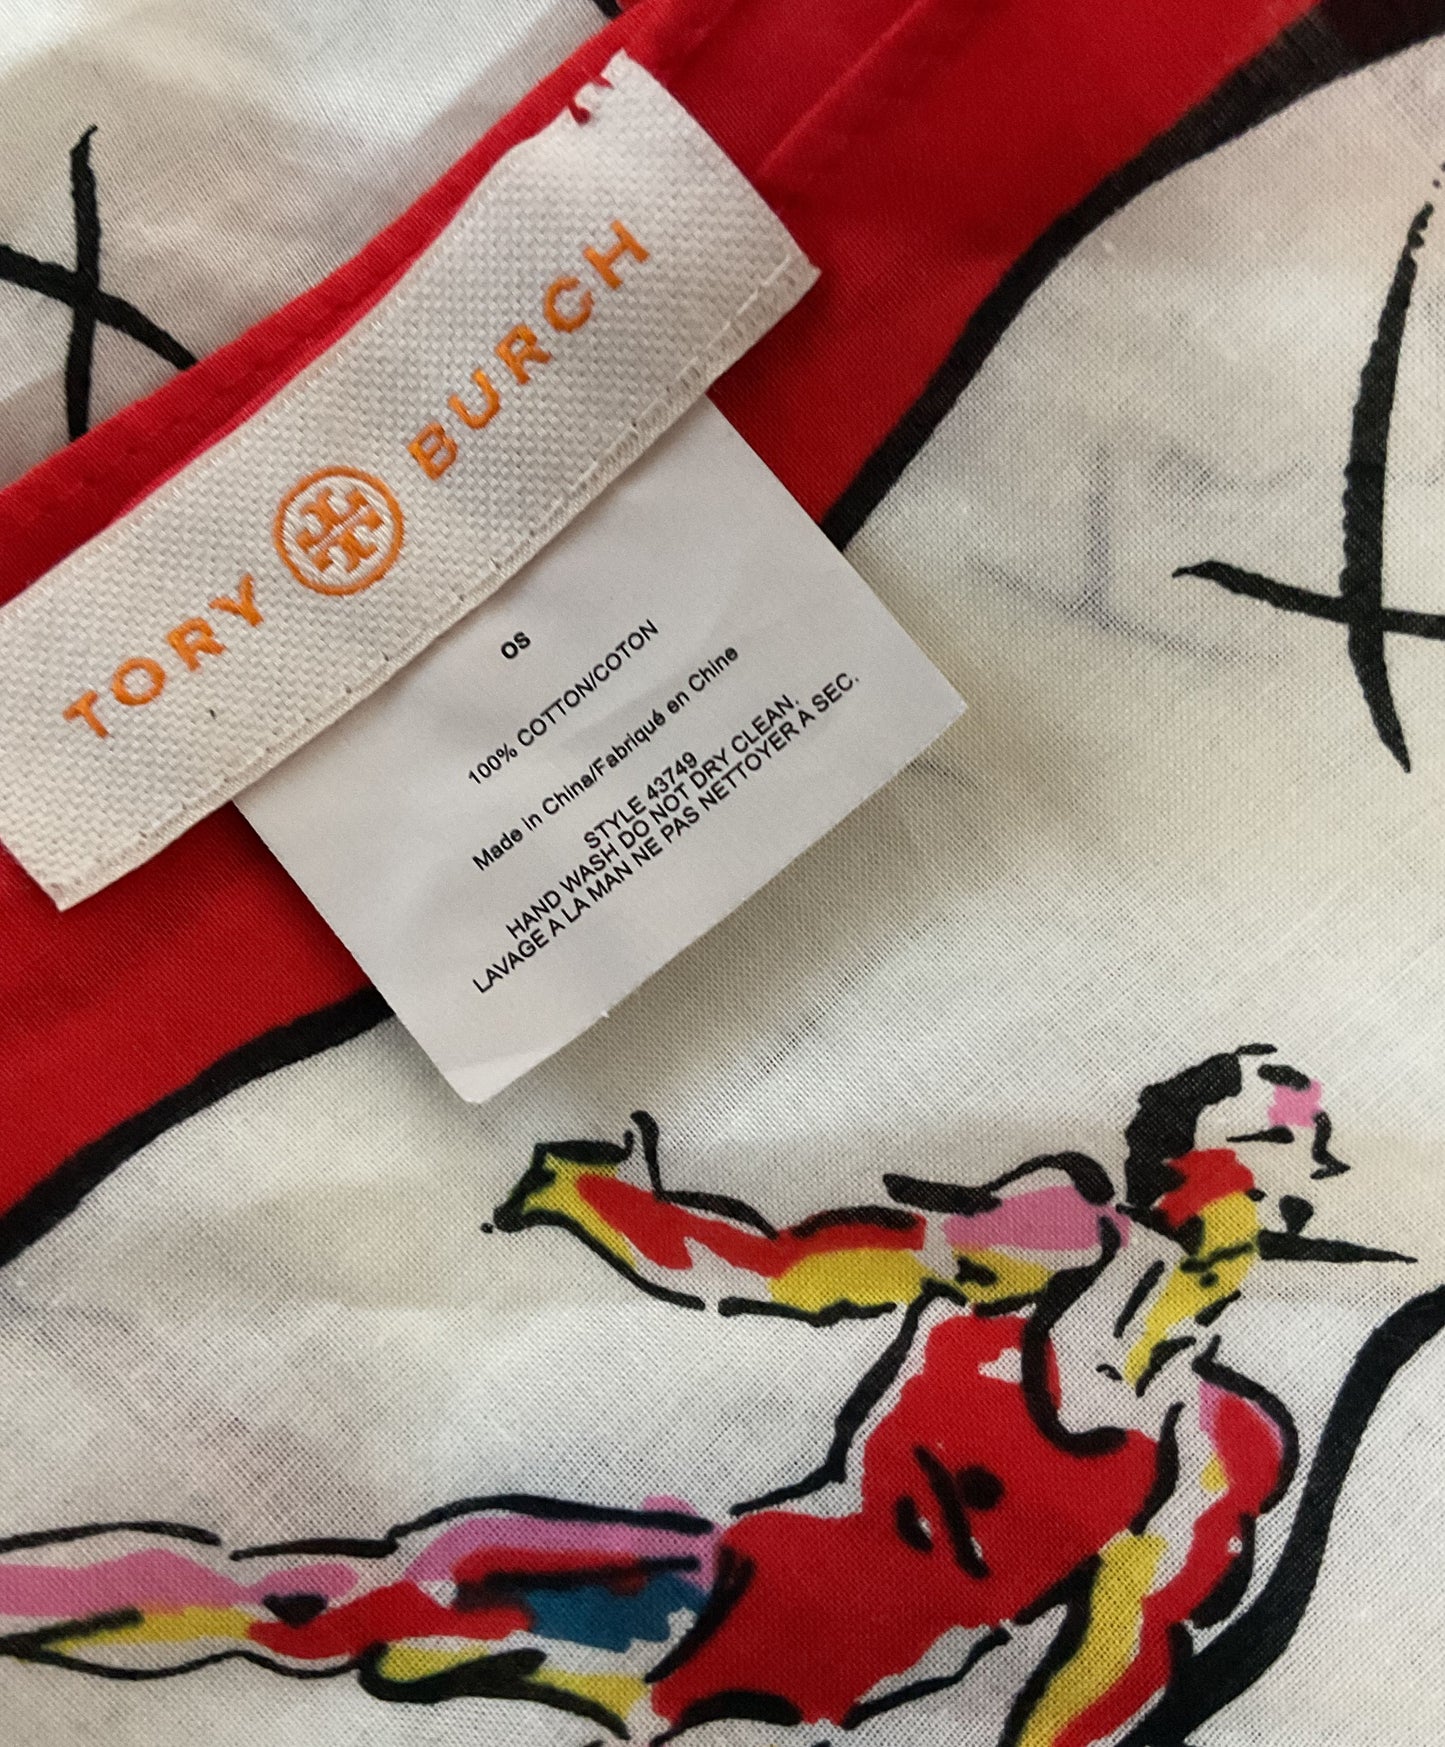 TORY BURCH
OS
100% COTTON/COTON
Made in China/Fabriqué en Chine
STYLE 43749
HAND WASH DO NOT DRY CLEAN.
LAVAGE A LA MAN NE PAS NETTOYER A SEC.